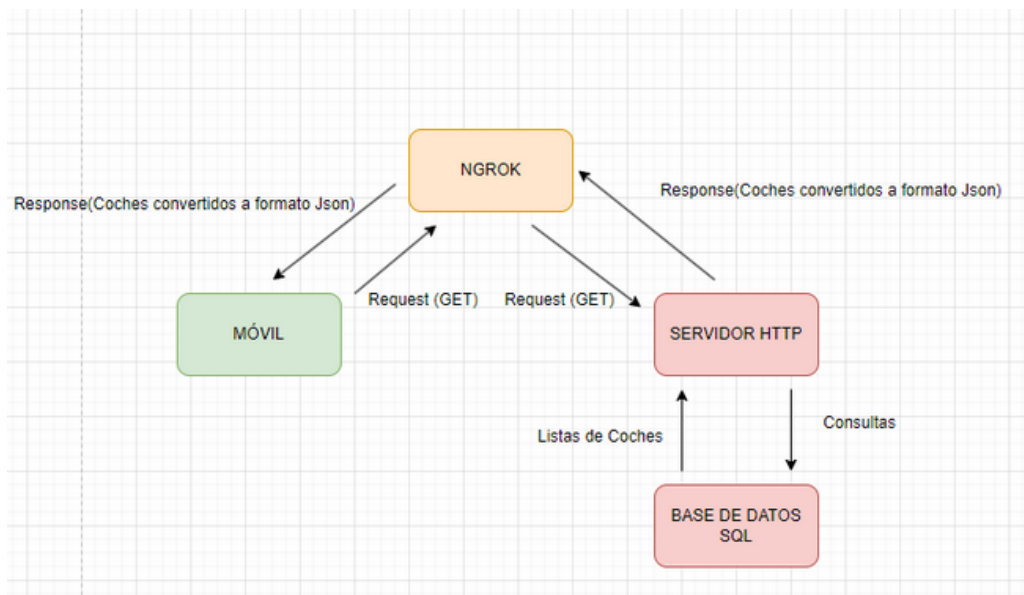 NGROK
Response(Coches convertidos a formato Json)
Response(Coches convertidos a formato Json)
Request (GET)
Request (GET)
MÓVIL
SERVIDOR HTTP
Listas de Coches
Consultas
BASE DE DATOS
SQL